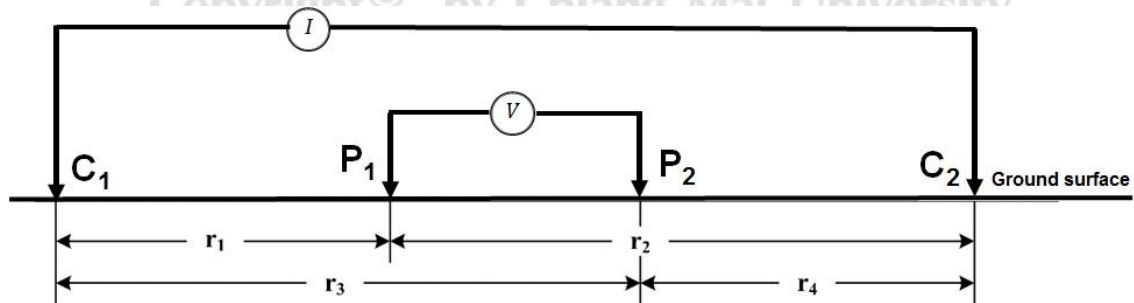 I
V
C₁
P₁
P₂
C₂ Ground surface
r₁
r₂
r₃
r₄